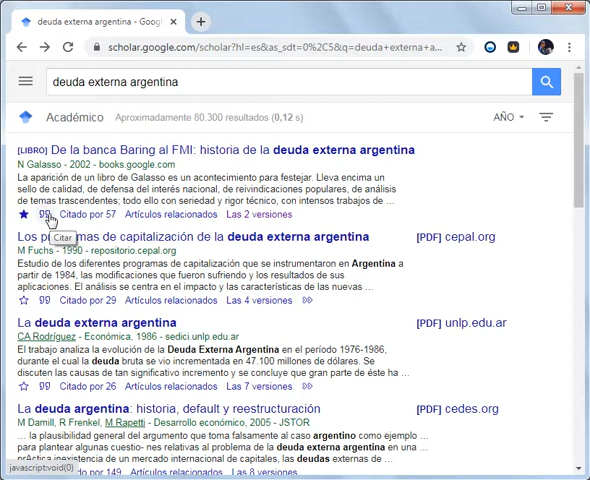 deuda externa argentina - Goog
scholar.google.com/scholar?hl=es&as_sdt=0%2C5&q=deuda+externa+a...
deuda externa argentina
Académico
Aproximadamente 80.300 resultados (0,12 s)
AÑO
[LIBRO] De la banca Baring al FMI: historia de la deuda externa argentina
N Galasso - 2002 - books.google.com
La aparición de un libro de Galasso es un acontecimiento para festejar. Lleva encima un
sello de calidad, de defensa del interés nacional, de reivindicaciones populares, de análisis
de temas trascendentes; todo ello con seriedad y rigor técnico, con intensos trabajos de ...
Citado por 57 Artículos relacionados Las 2 versiones
Citar
Los de capitalización de la deuda externa argentina
[PDF] cepal.org
M Fuchs - 1990 - repositorio.cepal.org
Estudio de los diferentes programas de capitalización que se instrumentaron en Argentina a
partir de 1984, las modificaciones que fueron sufriendo y los resultados de sus
aplicaciones. El análisis se centra en el impacto y las características de las nuevas ...
Citado por 29 Artículos relacionados Las 4 versiones
La deuda externa argentina
[PDF] unlp.edu.ar
CA Rodríguez - Económica, 1986 - sedici.unlp.edu.ar
El trabajo analiza la evolución de la Deuda Externa Argentina en el período 1976-1986,
durante el cual la deuda bruta se vio incrementada en 47.100 millones de dólares. Se
discuten las causas de tan significativo incremento y se concluye que gran parte de éste ha ...
Citado por 26 Artículos relacionados Las 7 versiones
La deuda argentina: historia, default y reestructuración
[PDF] cedes.org
M Damill, R Frenkel, M Rapetti - Desarrollo económico, 2005 - JSTOR
... la plausibilidad general del argumento que toma falsamente al caso argentino como ejemplo ...
para plantear algunas cuestio- nes relativas al problema de la deuda externa argentina en una ...
prÁctica inexistencia de un mercado internacional de capitales, las deudas externas de ...
javascript:void(0)
por 149 Artículos relacionados Las 8 versiones